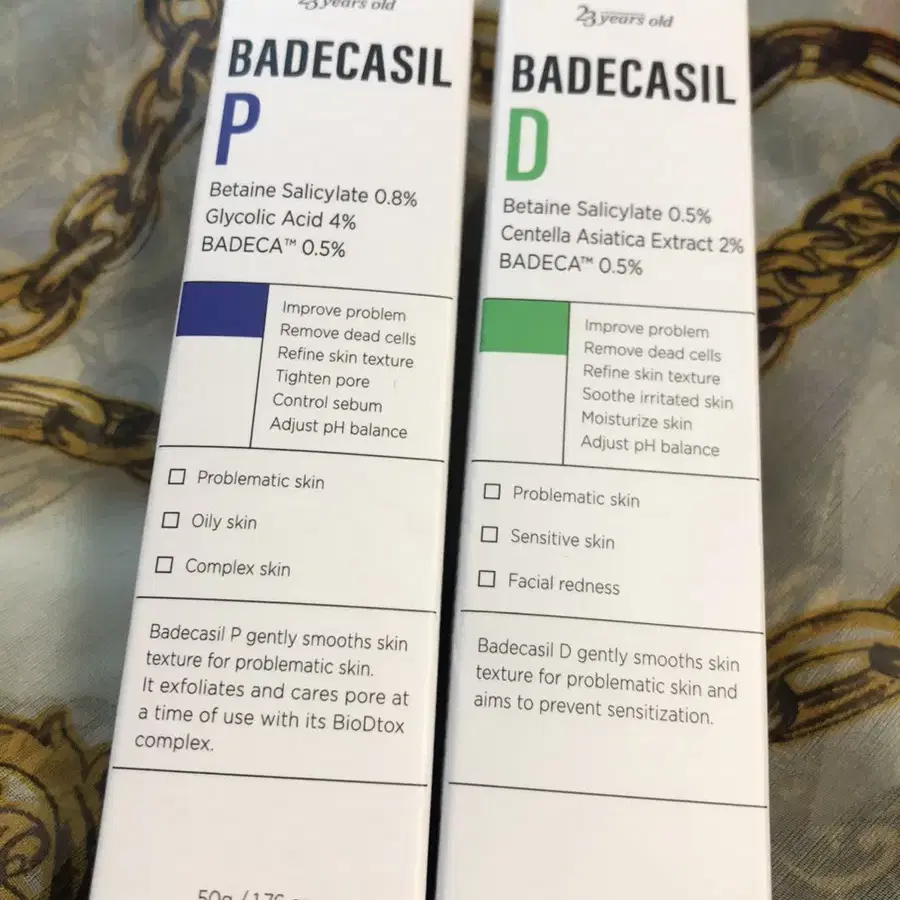 23 years old
BADECASIL
P
Betaine Salicylate 0.8%
Glycolic Acid 4%
BADECA™ 0.5%
Improve problem
Remove dead cells
Refine skin texture
Tighten pore
Control sebum
Adjust pH balance
Problematic skin
Oily skin
Complex skin
Badecasil P gently smooths skin
texture for problematic skin.
It exfoliates and cares pore at
a time of use with its BioDtox
complex.
23 years old
BADECASIL
D
Betaine Salicylate 0.5%
Centella Asiatica Extract 2%
BADECA™ 0.5%
Improve problem
Remove dead cells
Refine skin texture
Soothe irritated skin
Moisturize skin
Adjust pH balance
Problematic skin
Sensitive skin
Facial redness
Badecasil D gently smooths skin
texture for problematic skin and
aims to prevent sensitization.